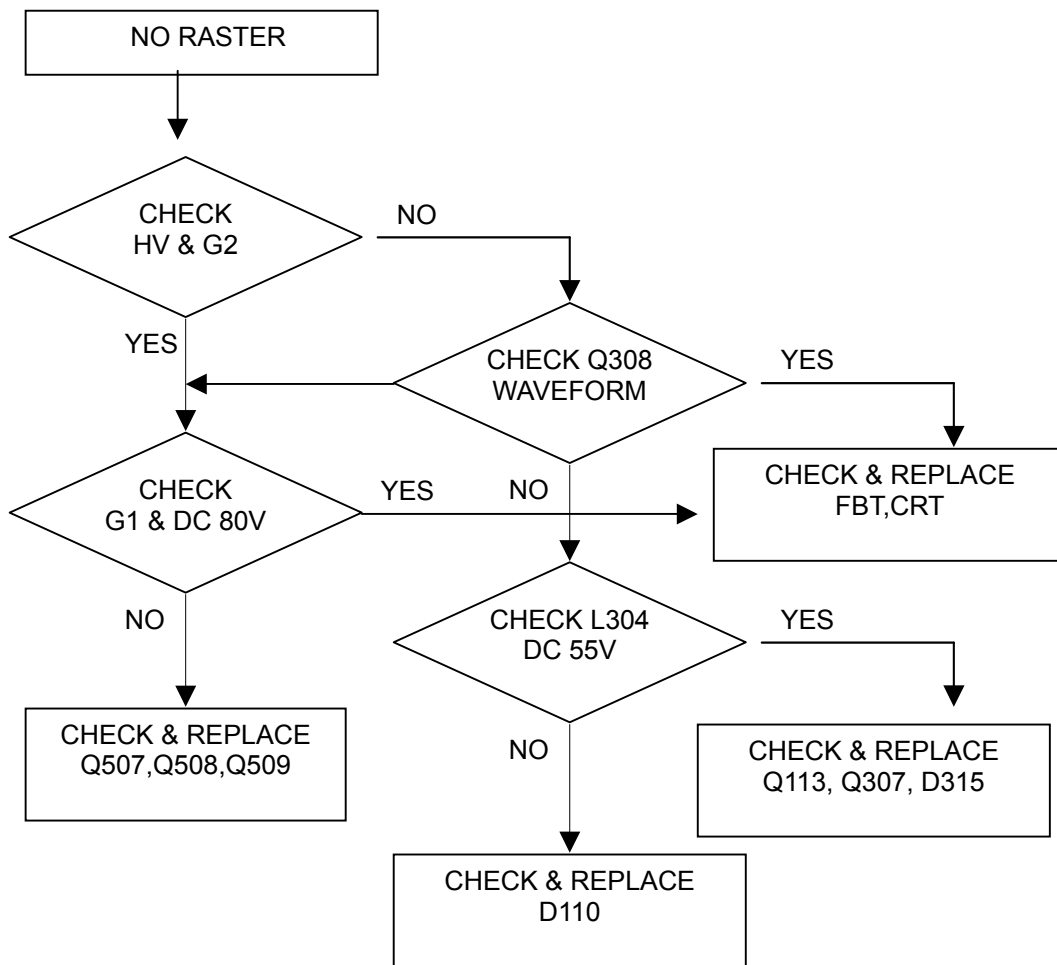 NO RASTER
CHECK
HV & G2
NO
YES
CHECK Q308
WAVEFORM
YES
CHECK
G1 & DC 80V
YES
NO
CHECK & REPLACE
FBT,CRT
NO
CHECK L304
DC 55V
YES
CHECK & REPLACE
Q507,Q508,Q509
NO
CHECK & REPLACE
Q113, Q307, D315
CHECK & REPLACE
D110